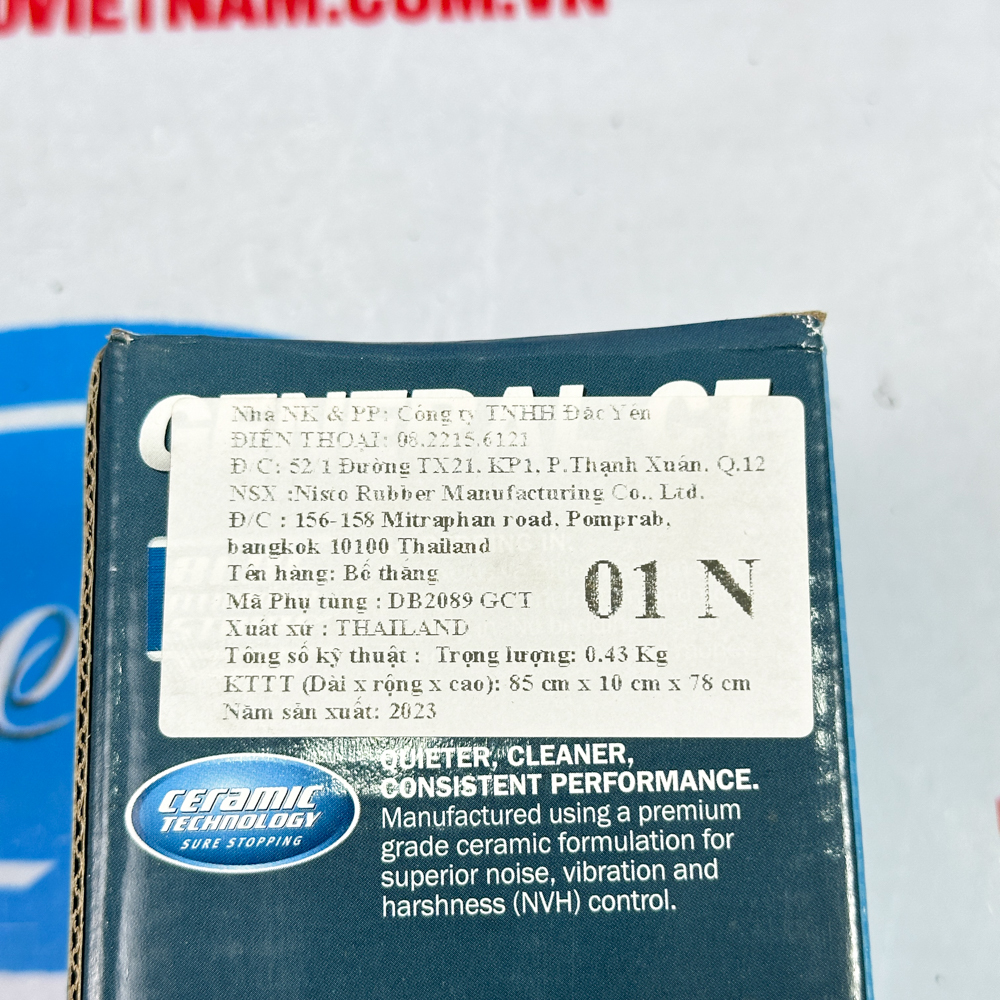 OVIETNAM.COM.VN
GENERAL CT
Nhà NK & PP: Công ty TNHH Đắc Yên
ĐIỆN THOẠI: 08.2215.6121
Đ/C: 52/1 Đường TX21. KP1. P.Thạnh Xuân. Q.12
NSX :Nisco Rubber Manufacturing Co., Ltd.
Đ/C : 156-158 Mitraphan road, Pomprab,
bangkok 10100 Thailand
Tên hàng: Bố thắng
Mã Phụ tùng : DB2089 GCT
01 N
Xuất xứ : THAILAND
Tông số kỹ thuật : Trọng lượng: 0.43 Kg
KTTT (Dài x rộng x cao): 85 cm x 10 cm x 78 cm
Năm sản xuất: 2023
QUIETER, CLEANER,
CONSISTENT PERFORMANCE.
CERAMIC
TECHNOLOGY
SURE STOPPING
Manufactured using a premium
grade ceramic formulation for
superior noise, vibration and
harshness (NVH) control.